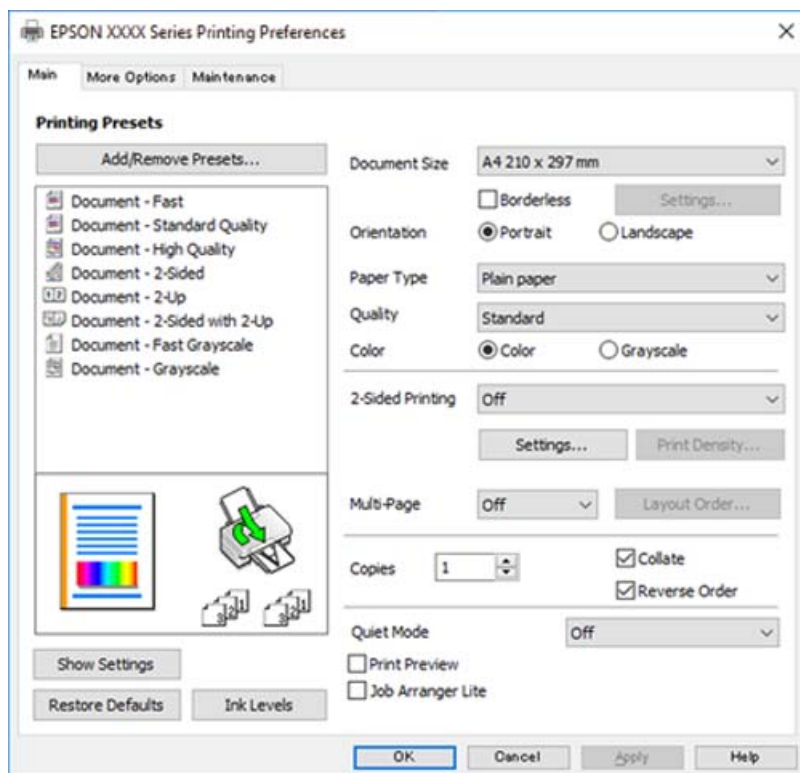 EPSON XXXX Series Printing Preferences
Main
More Options
Maintenance
Printing Presets
Add/Remove Presets...
Document - Fast
Document - Standard Quality
Document - High Quality
Document - 2-Sided
Document - 2-Up
Document - 2-Sided with 2-Up
Document - Fast Grayscale
Document - Grayscale
Show Settings
Restore Defaults
Ink Levels
Document Size
A4 210 x 297 mm
Borderless
Settings...
Orientation
Portrait
Landscape
Paper Type
Plain paper
Quality
Standard
Color
Color
Grayscale
2-Sided Printing
Off
Settings...
Print Density...
Multi-Page
Off
Layout Order...
Copies
1
Collate
Reverse Order
Quiet Mode
Off
Print Preview
Job Arranger Lite
OK
Cancel
Apply
Help